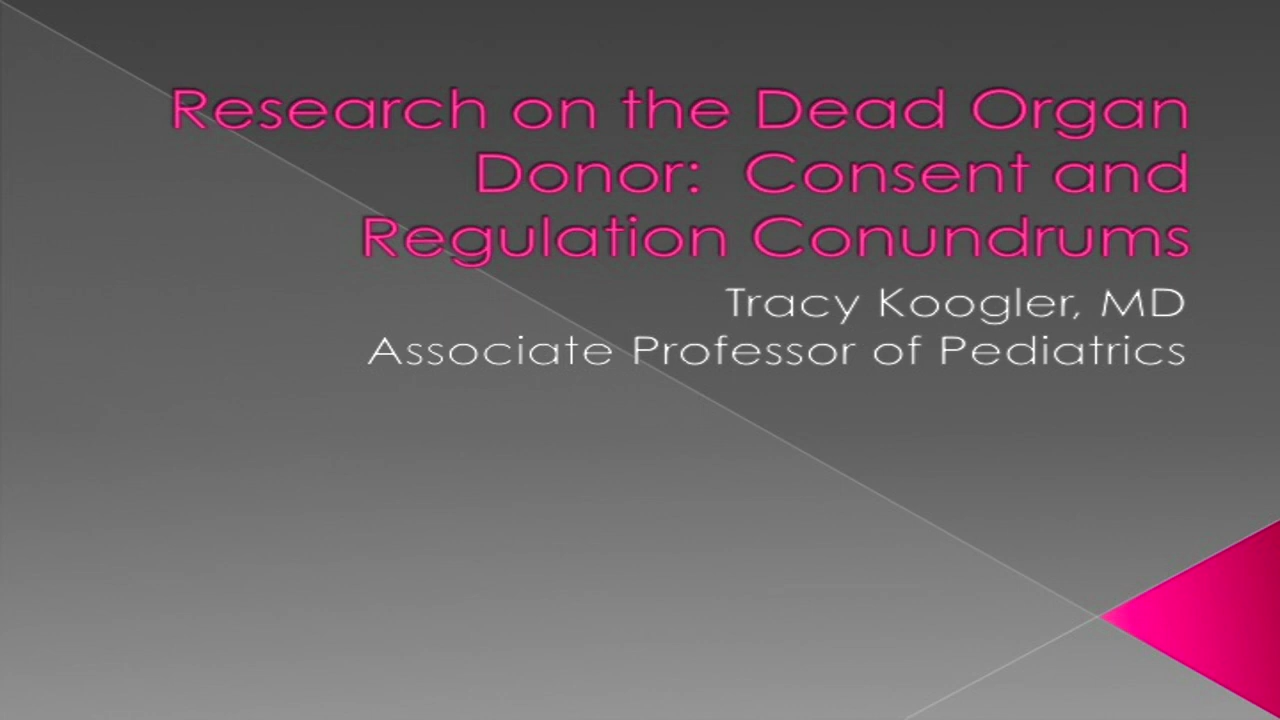 Research on the Dead Organ
Donor:  Consent and
Regulation Conundrums
Tracy Koogler, MD
Associate Professor of Pediatrics